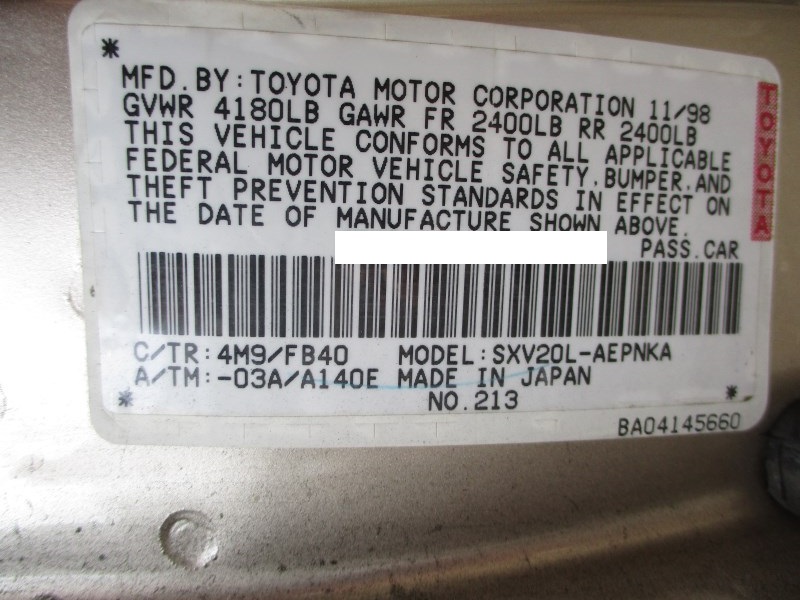 MFD.BY:TOYOTA MOTOR CORPORATION 11/98
GVWR 4180LB GAWR FR 2400LB RR 2400LB
THIS VEHICLE CONFORMS TO ALL APPLICABLE
FEDERAL MOTOR VEHICLE SAFETY,BUMPER,AND
THEFT PREVENTION STANDARDS IN EFFECT ON
THE DATE OF MANUFACTURE SHOWN ABOVE.
PASS.CAR
C/TR:4M9/FB40 MODEL:SXV20L-AEPNKA
A/TM:-03A/A140E MADE IN JAPAN
NO.213
BA04145660
TOYOTA